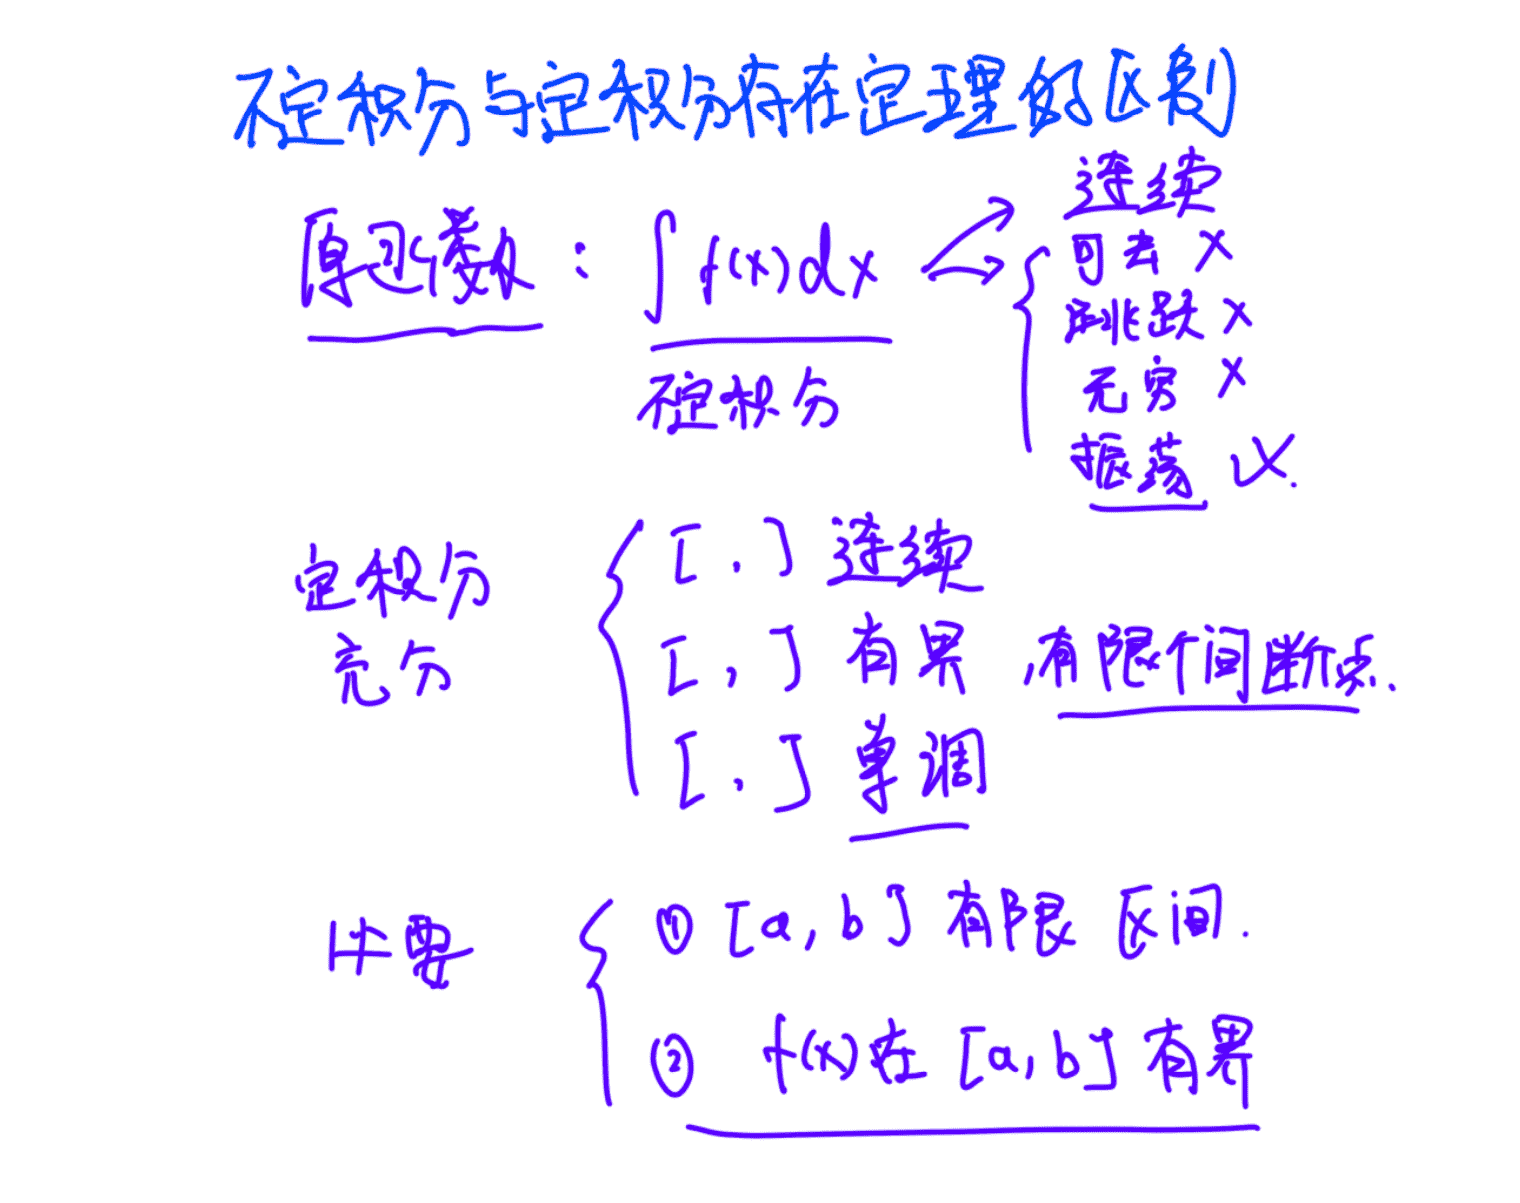 不定积分与定积分存在定理的区别
原函数: ∫f(x)dx
不定积分
连续
可去 ×
跳跃 ×
无穷 ×
振荡 √×.
定积分
充分
[ , ] 连续
[ , ] 有界 , 有限个间断点.
[ , ] 单调
必要
① [a, b] 有限区间.
② f(x)在 [a, b] 有界